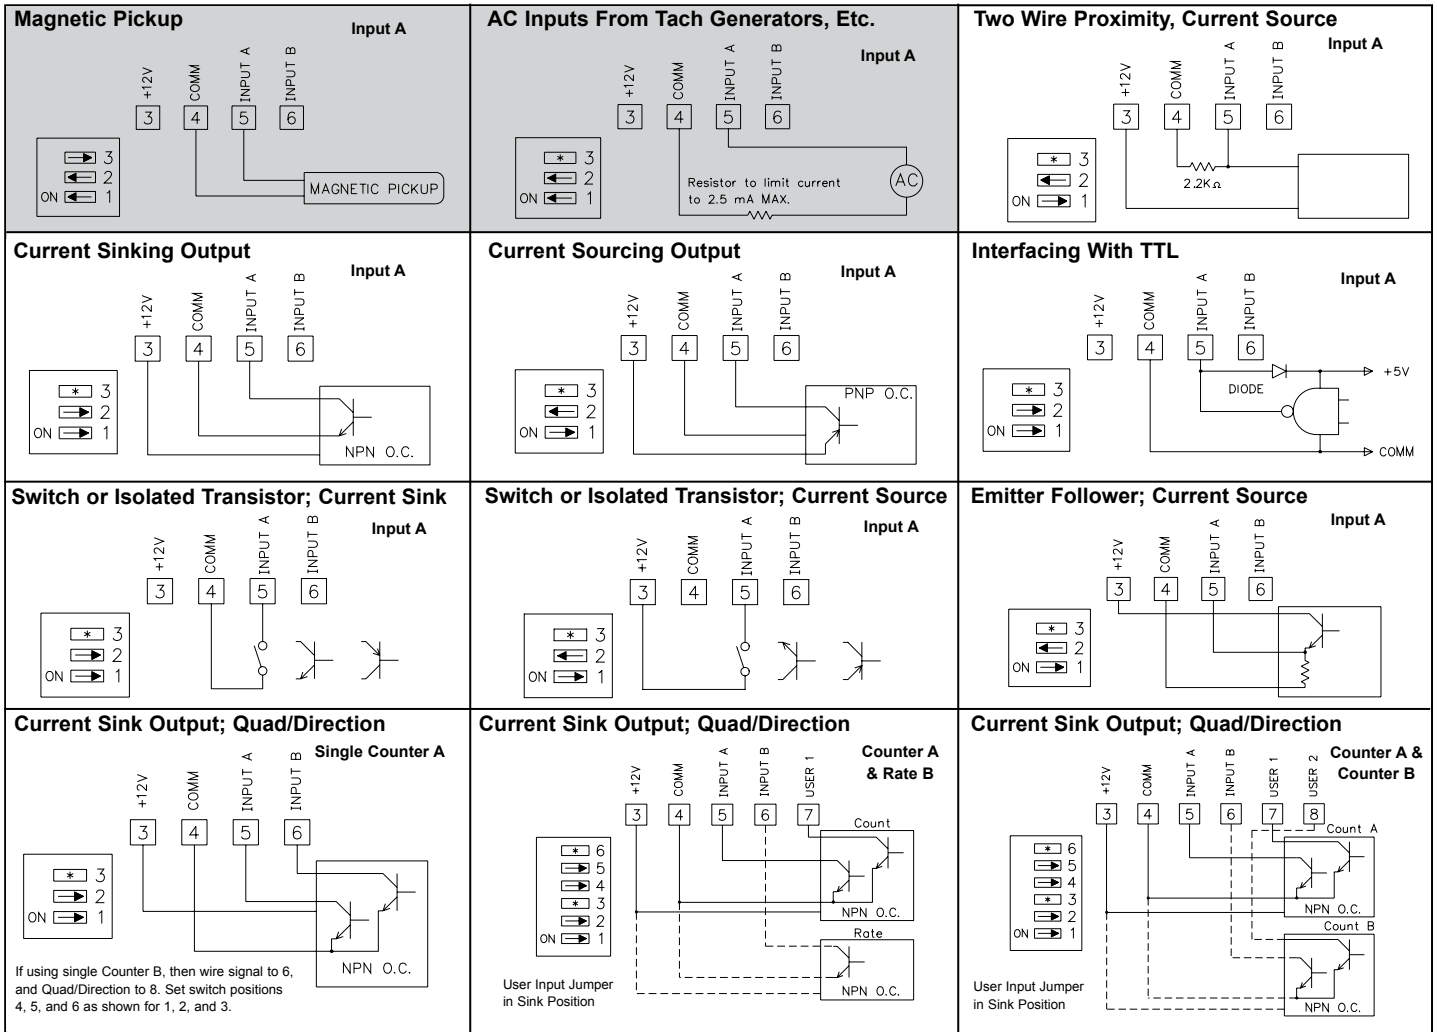 Magnetic Pickup
Input A
+12V
COMM
INPUT A
INPUT B
3
4
5
6
3
2
ON 1
MAGNETIC PICKUP
AC Inputs From Tach Generators, Etc.
Input A
+12V
COMM
INPUT A
INPUT B
3
4
5
6
* 3
2
ON 1
Resistor to limit current
to 2.5 mA MAX.
AC
Two Wire Proximity, Current Source
Input A
+12V
COMM
INPUT A
INPUT B
3
4
5
6
* 3
2
ON 1
2.2KΩ
Current Sinking Output
Input A
+12V
COMM
INPUT A
INPUT B
3
4
5
6
* 3
2
ON 1
NPN O.C.
Current Sourcing Output
Input A
+12V
COMM
INPUT A
INPUT B
3
4
5
6
* 3
2
ON 1
PNP O.C.
Interfacing With TTL
Input A
+12V
COMM
INPUT A
INPUT B
3
4
5
6
* 3
2
ON 1
DIODE
+5V
COMM
Switch or Isolated Transistor; Current Sink
Input A
+12V
COMM
INPUT A
INPUT B
3
4
5
6
* 3
2
ON 1
Switch or Isolated Transistor; Current Source
Input A
+12V
COMM
INPUT A
INPUT B
3
4
5
6
* 3
2
ON 1
Emitter Follower; Current Source
Input A
+12V
COMM
INPUT A
INPUT B
3
4
5
6
* 3
2
ON 1
Current Sink Output; Quad/Direction
Single Counter A
+12V
COMM
INPUT A
INPUT B
3
4
5
6
* 3
2
ON 1
NPN O.C.
If using single Counter B, then wire signal to 6,
and Quad/Direction to 8. Set switch positions
4, 5, and 6 as shown for 1, 2, and 3.
Current Sink Output; Quad/Direction
Counter A
& Rate B
+12V
COMM
INPUT A
INPUT B
USER 1
3
4
5
6
7
Count
* 6
5
4
* 3
2
ON 1
NPN O.C.
Rate
NPN O.C.
User Input Jumper
in Sink Position
Current Sink Output; Quad/Direction
Counter A &
Counter B
+12V
COMM
INPUT A
INPUT B
USER 1
USER 2
3
4
5
6
7
8
Count A
* 6
5
4
* 3
2
ON 1
NPN O.C.
Count B
NPN O.C.
User Input Jumper
in Sink Position